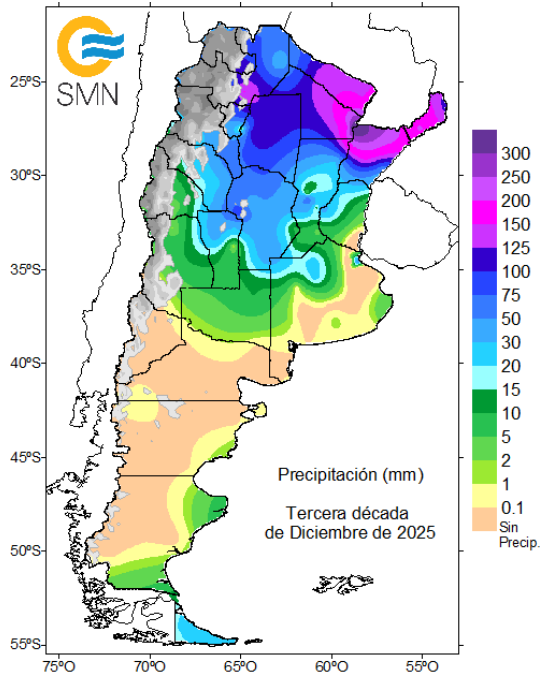 SMN
25ºS
30ºS
35ºS
40ºS
45ºS
50ºS
55ºS
75ºO
70ºO
65ºO
60ºO
55ºO
Precipitación (mm)
Tercera década
de Diciembre de 2025
300
250
200
150
125
100
75
50
30
20
15
10
5
2
1
0.1
Sin
Precip.